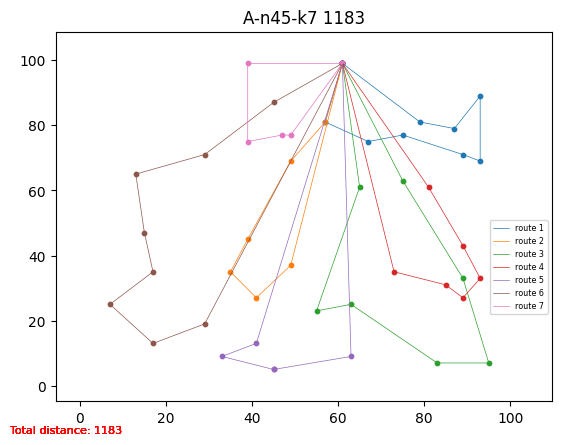 A-n45-k7 1183
100
80
60
40
20
0
0 20 40 60 80 100
route 1
route 2
route 3
route 4
route 5
route 6
route 7
Total distance: 1183